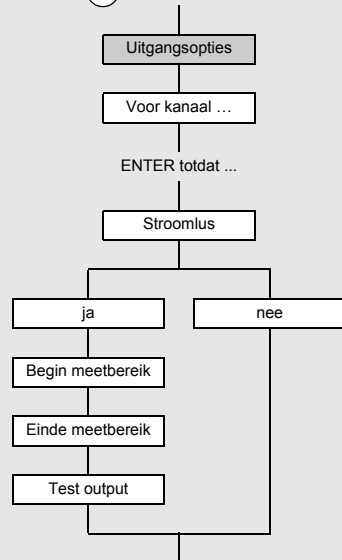 Uitgangsopties
Voor kanaal …
ENTER totdat ...
Stroomlus
ja
nee
Begin meetbereik
Einde meetbereik
Test output